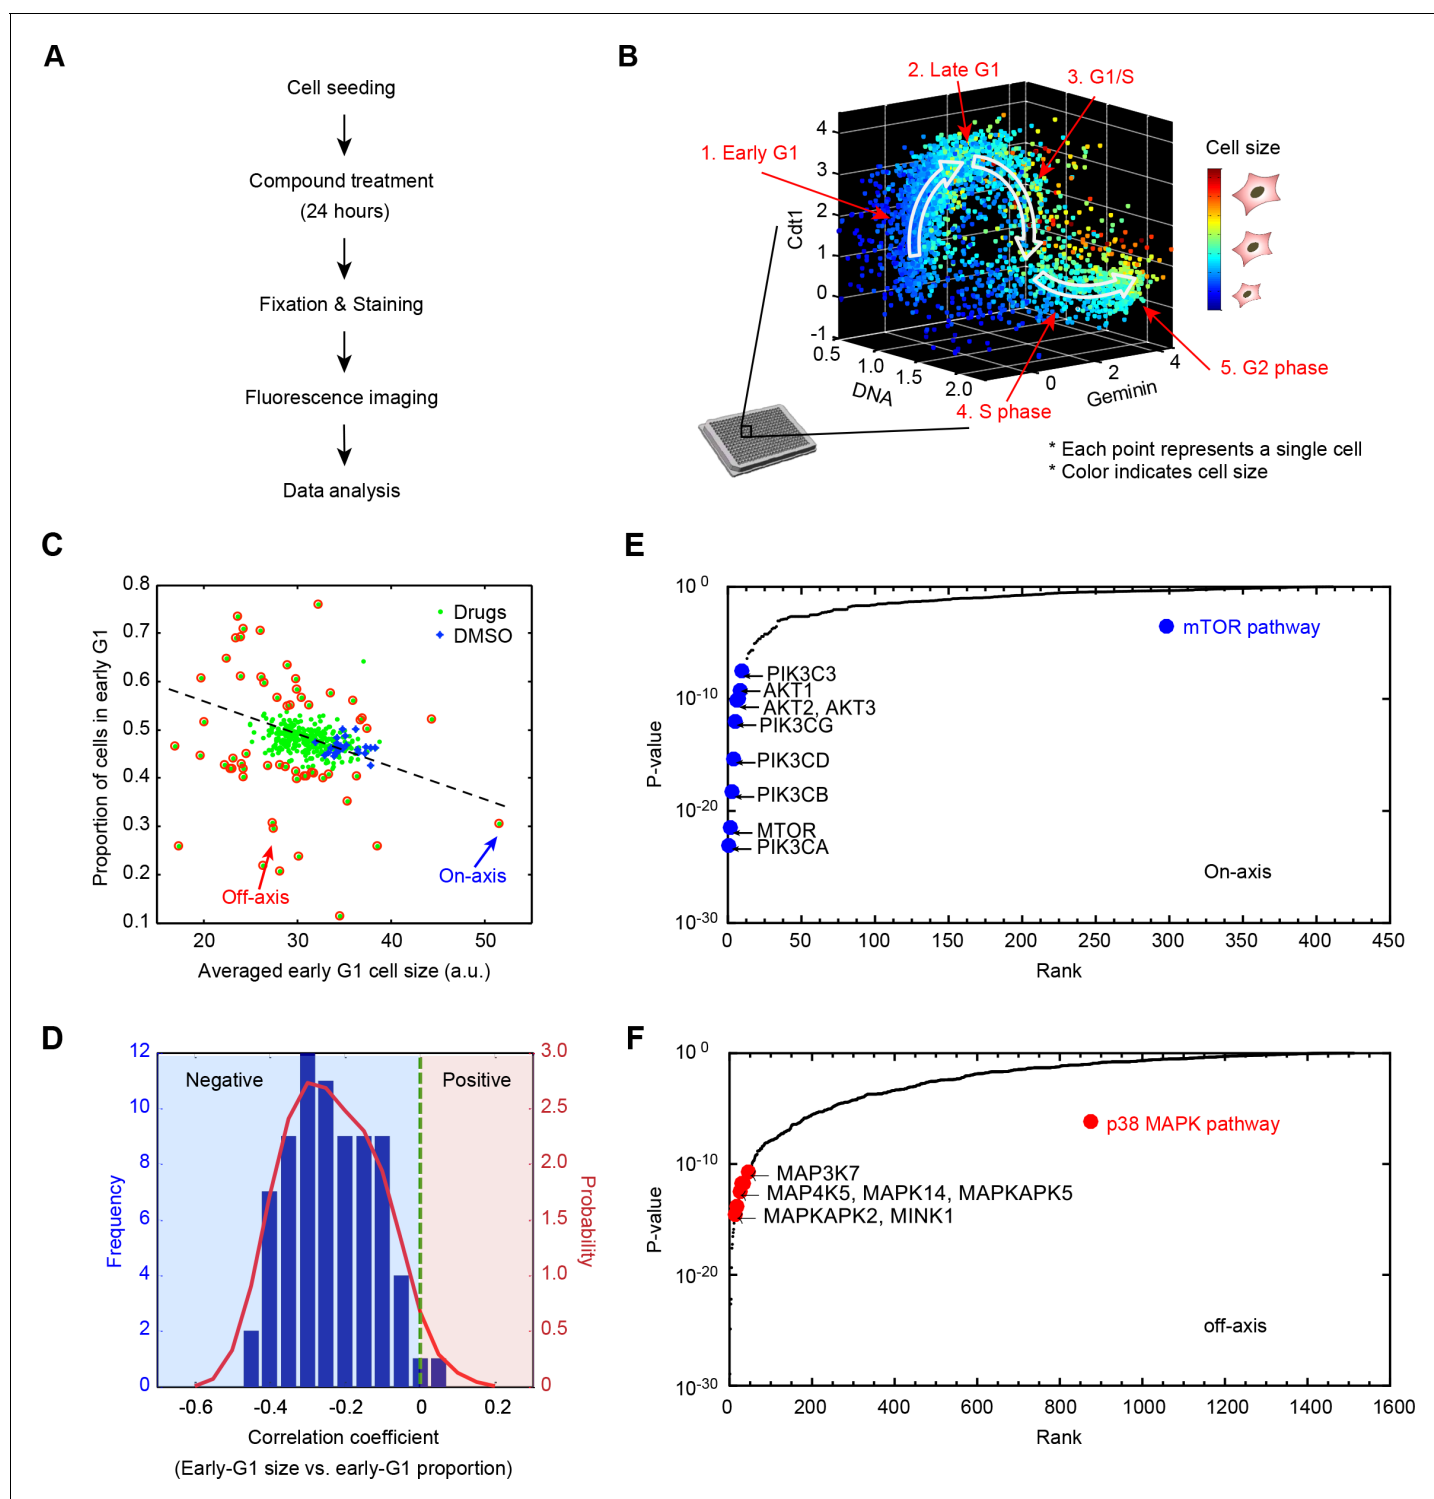 A
Cell seeding
Compound treatment
(24 hours)
Fixation & Staining
Fluorescence imaging
Data analysis
B
2. Late G1
3. G1/S
1. Early G1
Cell size
4
3
2
1
0
-1
Cdt1
0.5
1.0
1.5
2.0
DNA
0
2
4
Geminin
4. S phase
5. G2 phase
* Each point represents a single cell
* Color indicates cell size
C
0.8
0.7
0.6
0.5
0.4
0.3
0.2
0.1
Proportion of cells in early G1
Drugs
DMSO
Off-axis
On-axis
20
30
40
50
Averaged early G1 cell size (a.u.)
D
12
10
8
6
4
2
0
Frequency
Negative
Positive
3.0
2.5
2.0
1.5
1.0
0.5
0
Probability
-0.6
-0.4
-0.2
0
0.2
Correlation coefficient
(Early-G1 size vs. early-G1 proportion)
E
10 0
10-10
10-20
10-30
P-value
mTOR pathway
PIK3C3
AKT1
AKT2, AKT3
PIK3CG
PIK3CD
PIK3CB
MTOR
PIK3CA
On-axis
0
50
100
150
200
250
300
350
400
450
Rank
F
10 0
10-10
10-20
10-30
P-value
p38 MAPK pathway
MAP3K7
MAP4K5, MAPK14, MAPKAPK5
MAPKAPK2, MINK1
off-axis
0
200
400
600
800
1000
1200
1400
1600
Rank